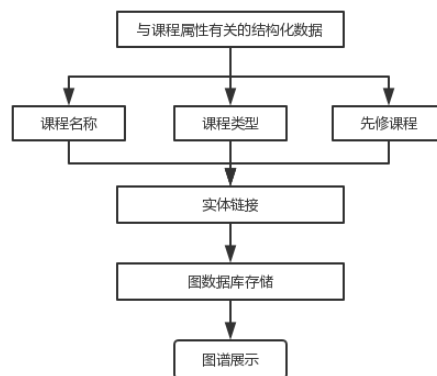 与课程属性有关的结构化数据
课程名称
课程类型
先修课程
实体链接
图数据库存储
图谱展示